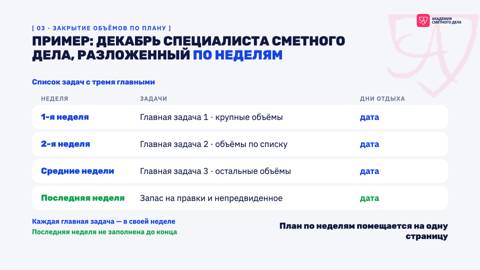 [ 03 · ЗАКРЫТИЕ ОБЪЁМОВ ПО ПЛАНУ ]
АКАДЕМИЯ
СМЕТНОГО ДЕЛА
ПРИМЕР: ДЕКАБРЬ СПЕЦИАЛИСТА СМЕТНОГО
ДЕЛА, РАЗЛОЖЕННЫЙ ПО НЕДЕЛЯМ
Список задач с тремя главными
НЕДЕЛЯ ЗАДАЧИ ДНИ ОТДЫХА
1-я неделя Главная задача 1 · крупные объёмы дата
2-я неделя Главная задача 2 · объёмы по списку дата
Средние недели Главная задача 3 · остальные объёмы дата
Последняя неделя Запас на правки и непредвиденное дата
Каждая главная задача — в своей неделе
Последняя неделя не заполнена до конца
План по неделям помещается на одну
страницу